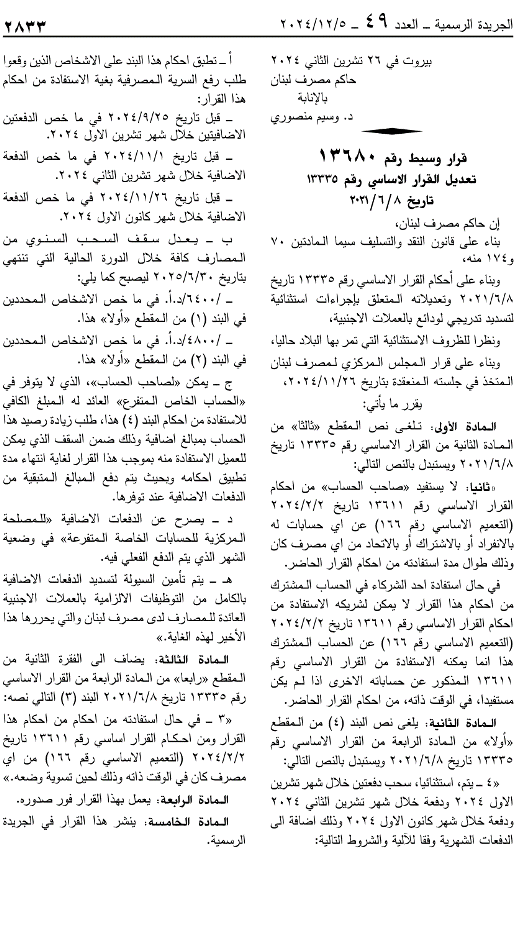 الجريدة الرسمية ــ العدد ٤٩ ــ ٢٠٢٤/١٢/٥
٢٨٣٣
بيروت في ٢٦ تشرين الثاني ٢٠٢٤
حاكم مصرف لبنان
بالإنابة
د. وسيم منصوري
قرار وسيط رقم ١٣٦٨٠
تعديل القرار الاساسي رقم ١٣٣٣٥
تاريخ ٢٠٢١/٦/٨
إن حاكم مصرف لبنان،
بناء على قانون النقد والتسليف سيما المادتين ٧٠
و١٧٤ منه،
وبناء على أحكام القرار الاساسي رقم ١٣٣٣٥ تاريخ
٢٠٢١/٦/٨ وتعديلاته المتعلق بإجراءات استثنائية
لتسديد تدريجي لودائع بالعملات الاجنبية،
ونظرا للظروف الاستثنائية التي تمر بها البلاد حاليا،
وبناء على قرار المجلس المركزي لمصرف لبنان
المتخذ في جلسته المنعقدة بتاريخ ٢٠٢٤/١١/٢٦،
يقرر ما يأتي:
المادة الأولى: تلغى نص المقطع «ثالثا» من
المادة الثانية من القرار الاساسي رقم ١٣٣٣٥ تاريخ
٢٠٢١/٦/٨ ويستبدل بالنص التالي:
«ثانيا: لا يستفيد «صاحب الحساب» من احكام
القرار الاساسي رقم ١٣٦١١ تاريخ ٢٠٢٤/٢/٢
(التعميم الاساسي رقم ١٦٦) عن اي حسابات له
بالانفراد أو بالاشتراك أو بالاتحاد من اي مصرف كان
وذلك طوال مدة استفادته من احكام القرار الحاضر.
في حال استفادة احد الشركاء في الحساب المشترك
من احكام هذا القرار لا يمكن لشريكه الاستفادة من
احكام القرار الاساسي رقم ١٣٦١١ تاريخ ٢٠٢٤/٢/٢
(التعميم الاساسي رقم ١٦٦) عن الحساب المشترك
هذا انما يمكنه الاستفادة من القرار الاساسي رقم
١٣٦١١ المذكور عن حساباته الاخرى اذا لم يكن
مستفيدا، في الوقت ذاته، من احكام القرار الحاضر.
المادة الثانية: يلغى نص البند (٤) من المقطع
«أولا» من المادة الرابعة من القرار الأساسي رقم
١٣٣٣٥ تاريخ ٢٠٢١/٦/٨ ويستبدل بالنص التالي:
«٤ ــ يتم، استثنائيا، سحب دفعتين خلال شهر تشرين
الاول ٢٠٢٤ ودفعة خلال شهر تشرين الثاني ٢٠٢٤
ودفعة خلال شهر كانون الاول ٢٠٢٤ وذلك اضافة الى
الدفعات الشهرية وفقا للآلية والشروط التالية:
أ ــ تطبق احكام هذا البند على الاشخاص الذين وقعوا
طلب رفع السرية المصرفية بغية الاستفادة من احكام
هذا القرار:
ــ قبل تاريخ ٢٠٢٤/٩/٢٥ في ما خص الدفعتين
الاضافيتين خلال شهر تشرين الاول ٢٠٢٤.
ــ قبل تاريخ ٢٠٢٤/١١/١ في ما خص الدفعة
الاضافية خلال شهر تشرين الثاني ٢٠٢٤.
ــ قبل تاريخ ٢٠٢٤/١١/٢٦ في ما خص الدفعة
الاضافية خلال شهر كانون الاول ٢٠٢٤.
ب ــ يعدل سقف السحب السنوي من
المصارف كافة خلال الدورة الحالية التي تنتهي
بتاريخ ٢٠٢٥/٦/٣٠ ليصبح كما يلي:
ــ /٦٤٠٠/د.أ. في ما خص الاشخاص المحددين
في البند (١) من المقطع «أولا» هذا.
ــ /٤٨٠٠/د.أ. في ما خص الاشخاص المحددين
في البند (٢) من المقطع «أولا» هذا.
ج ــ يمكن «لصاحب الحساب»، الذي لا يتوفر في
«الحساب الخاص المتفرع» العائد له المبلغ الكافي
للاستفادة من احكام البند (٤) هذا، طلب زيادة رصيد هذا
الحساب بمبالغ اضافية وذلك ضمن السقف الذي يمكن
للعميل الاستفادة منه بموجب هذا القرار لغاية انتهاء مدة
تطبيق احكامه وبحيث يتم دفع المبالغ المتبقية من
الدفعات الاضافية عند توفرها.
د ــ يصرح عن الدفعات الاضافية «للمصلحة
المركزية للحسابات الخاصة المتفرعة» في وضعية
الشهر الذي يتم الدفع الفعلي فيه.
هـ ــ يتم تأمين السيولة لتسديد الدفعات الاضافية
بالكامل من التوظيفات الالزامية بالعملات الاجنبية
العائدة للمصارف لدى مصرف لبنان والتي يحررها هذا
الأخير لهذه الغاية.»
المادة الثالثة: يضاف الى الفقرة الثانية من
المقطع «رابعا» من المادة الرابعة من القرار الأساسي
رقم ١٣٣٣٥ تاريخ ٢٠٢١/٦/٨ البند (٣) التالي نصه:
«٣ ــ في حال استفادته من احكام من احكام هذا
القرار ومن احكام القرار اساسي رقم ١٣٦١١ تاريخ
٢٠٢٤/٢/٢ (التعميم الاساسي رقم ١٦٦) من اي
مصرف كان في الوقت ذاته وذلك لحين تسوية وضعه.»
المادة الرابعة: يعمل بهذا القرار فور صدوره.
المادة الخامسة: ينشر هذا القرار في الجريدة
الرسمية.